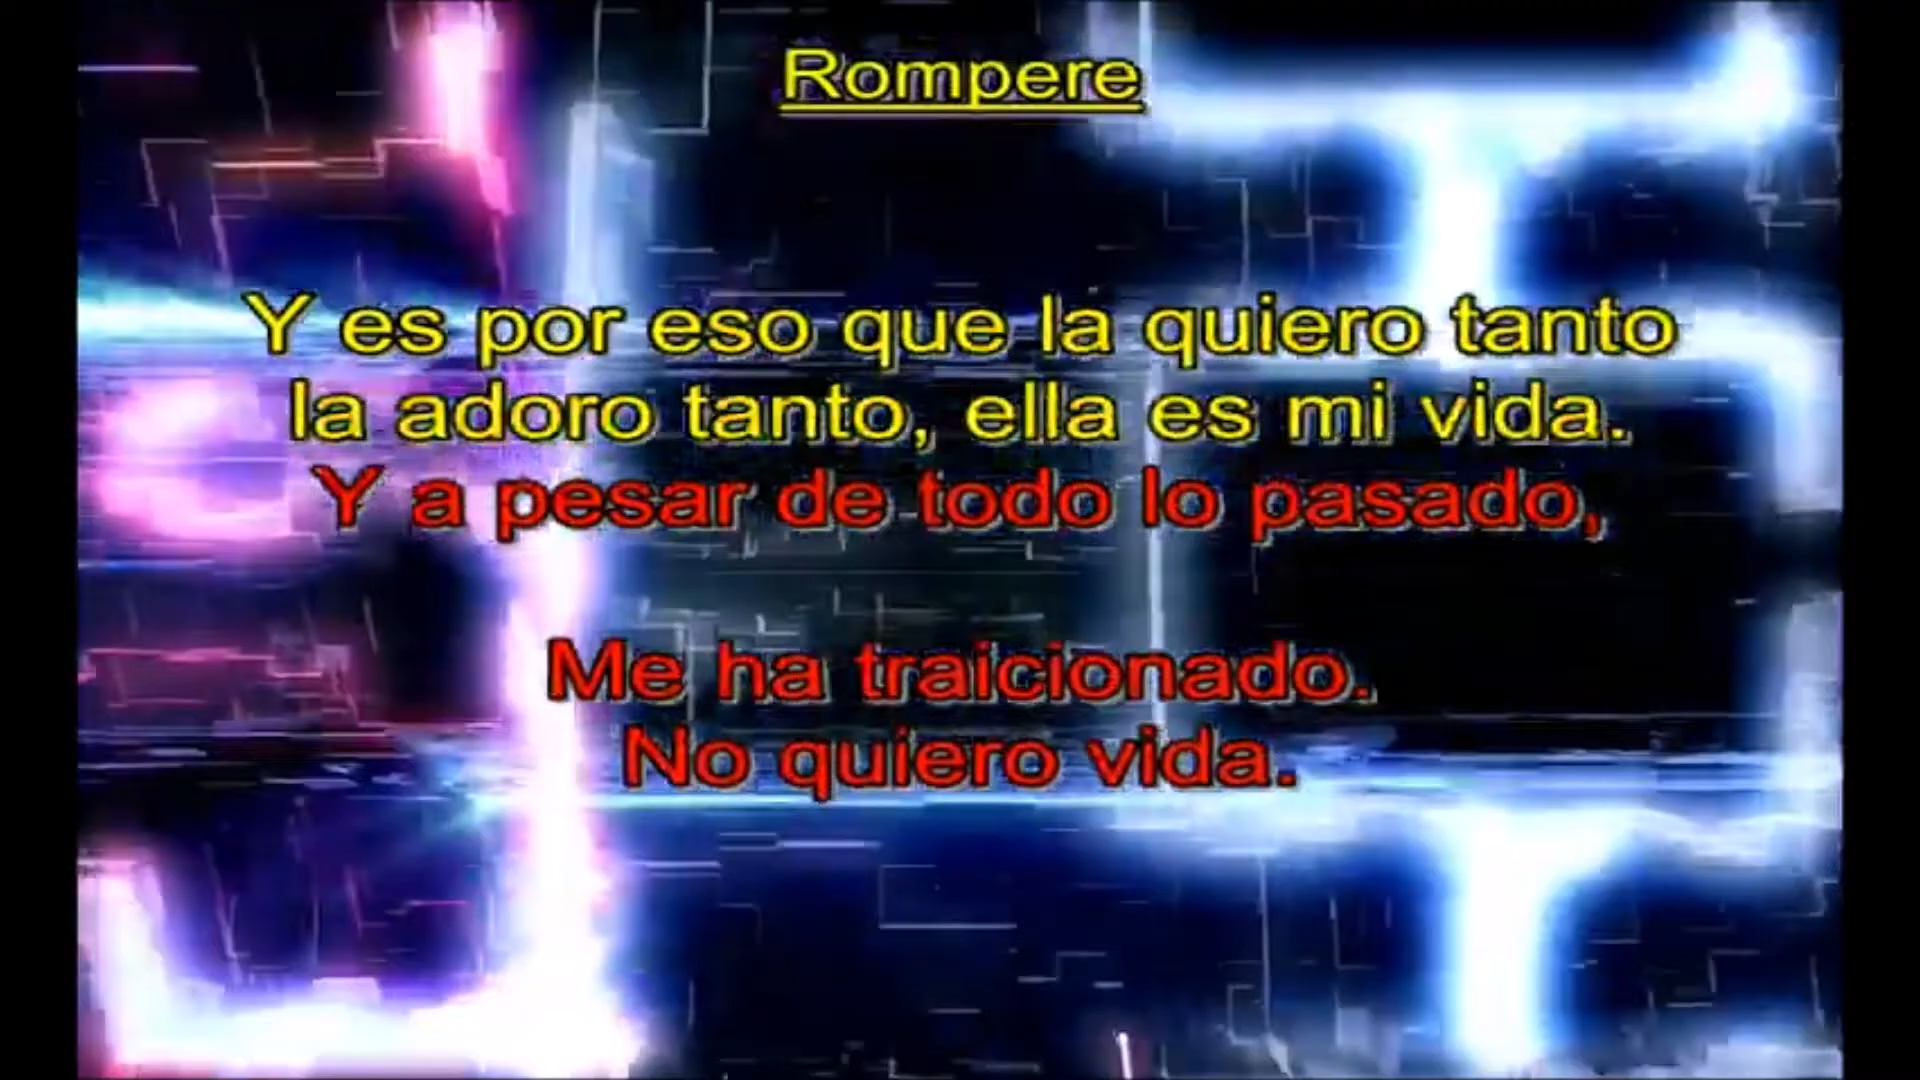 Rompere
Y es por eso que la quiero tanto
la adoro tanto, ella es mi vida.
Y a pesar de todo lo pasado,
Me ha traicionado.
No quiero vida.